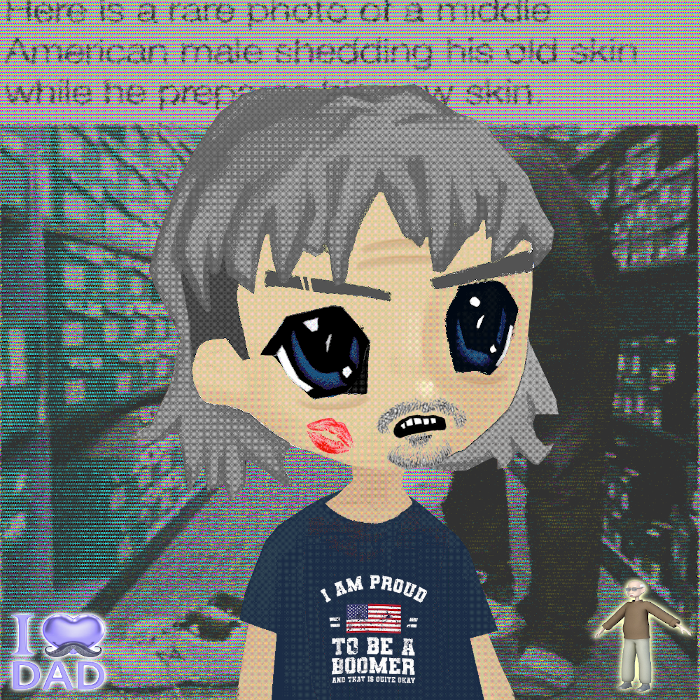 Here is a rare photo of a middle
American male shedding his old skin
while he skin.
I AM PROUD
TO BE A
BOOMER
AND THAT IS QUITE OKAY
I
DAD